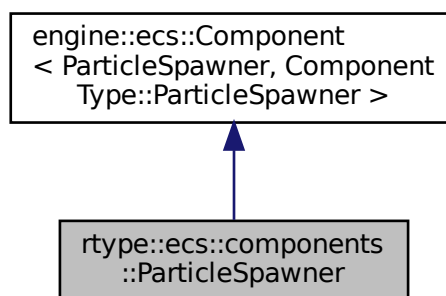 engine::ecs::Component
< ParticleSpawner, Component
Type::ParticleSpawner >
rtype::ecs::components
::ParticleSpawner